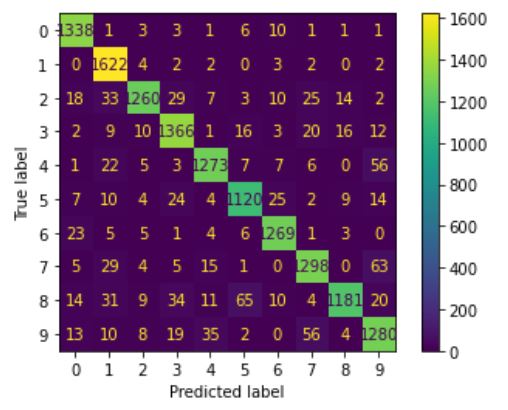 0 1338 1 3 3 1 6 10 1 1 1
1 0 1622 4 2 2 0 3 2 0 2
2 18 33 1260 29 7 3 10 25 14 2
3 2 9 10 1366 1 16 3 20 16 12
4 1 22 5 3 1273 7 7 6 0 56
5 7 10 4 24 4 1120 25 2 9 14
6 23 5 5 1 4 6 1269 1 3 0
7 5 29 4 5 15 1 0 1298 0 63
8 14 31 9 34 11 65 10 4 1181 20
9 13 10 8 19 35 2 0 56 4 1280
0 1 2 3 4 5 6 7 8 9
Predicted label
True label
1600
1400
1200
1000
800
600
400
200
0